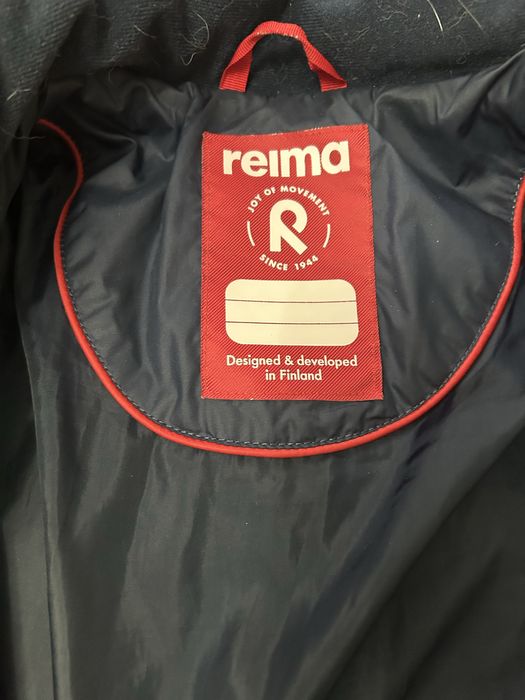 reima
JOY OF MOVEMENT
R
SINCE 1944
Designed & developed
in Finland